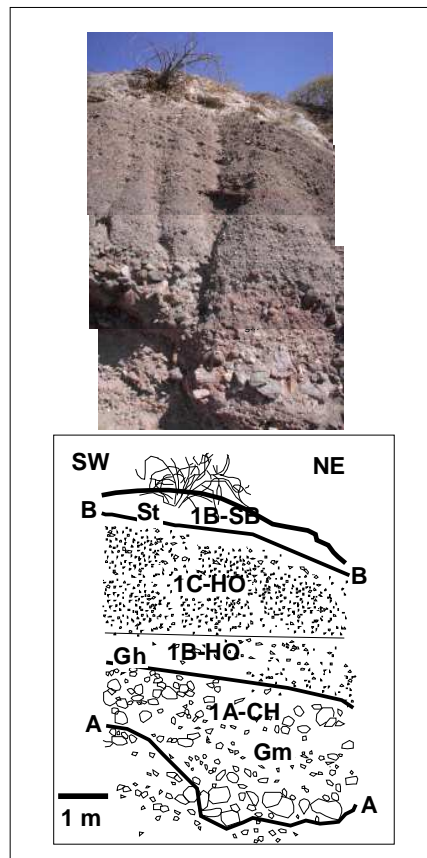 SW NE
B St 1B-SB
B
1C-HO
1B-HO
Gh
1A-CH
A
Gm
A
1 m